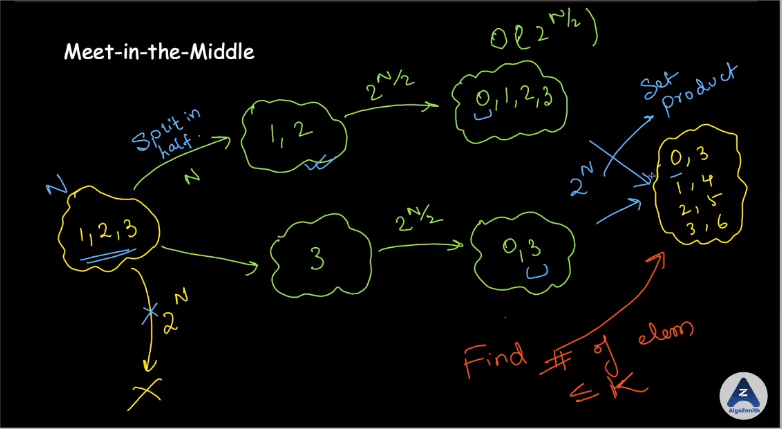 Meet-in-the-Middle
O(2^N/2)
Split in half.
N
1, 2
2^N/2
0, 1, 2, 3
Set product
N
1, 2, 3
3
2^N/2
0, 3
2^N
0, 3
1, 4
2, 5
3, 6
2^N
X
Find # of elem
≤ K
AZ
AlgoZenith